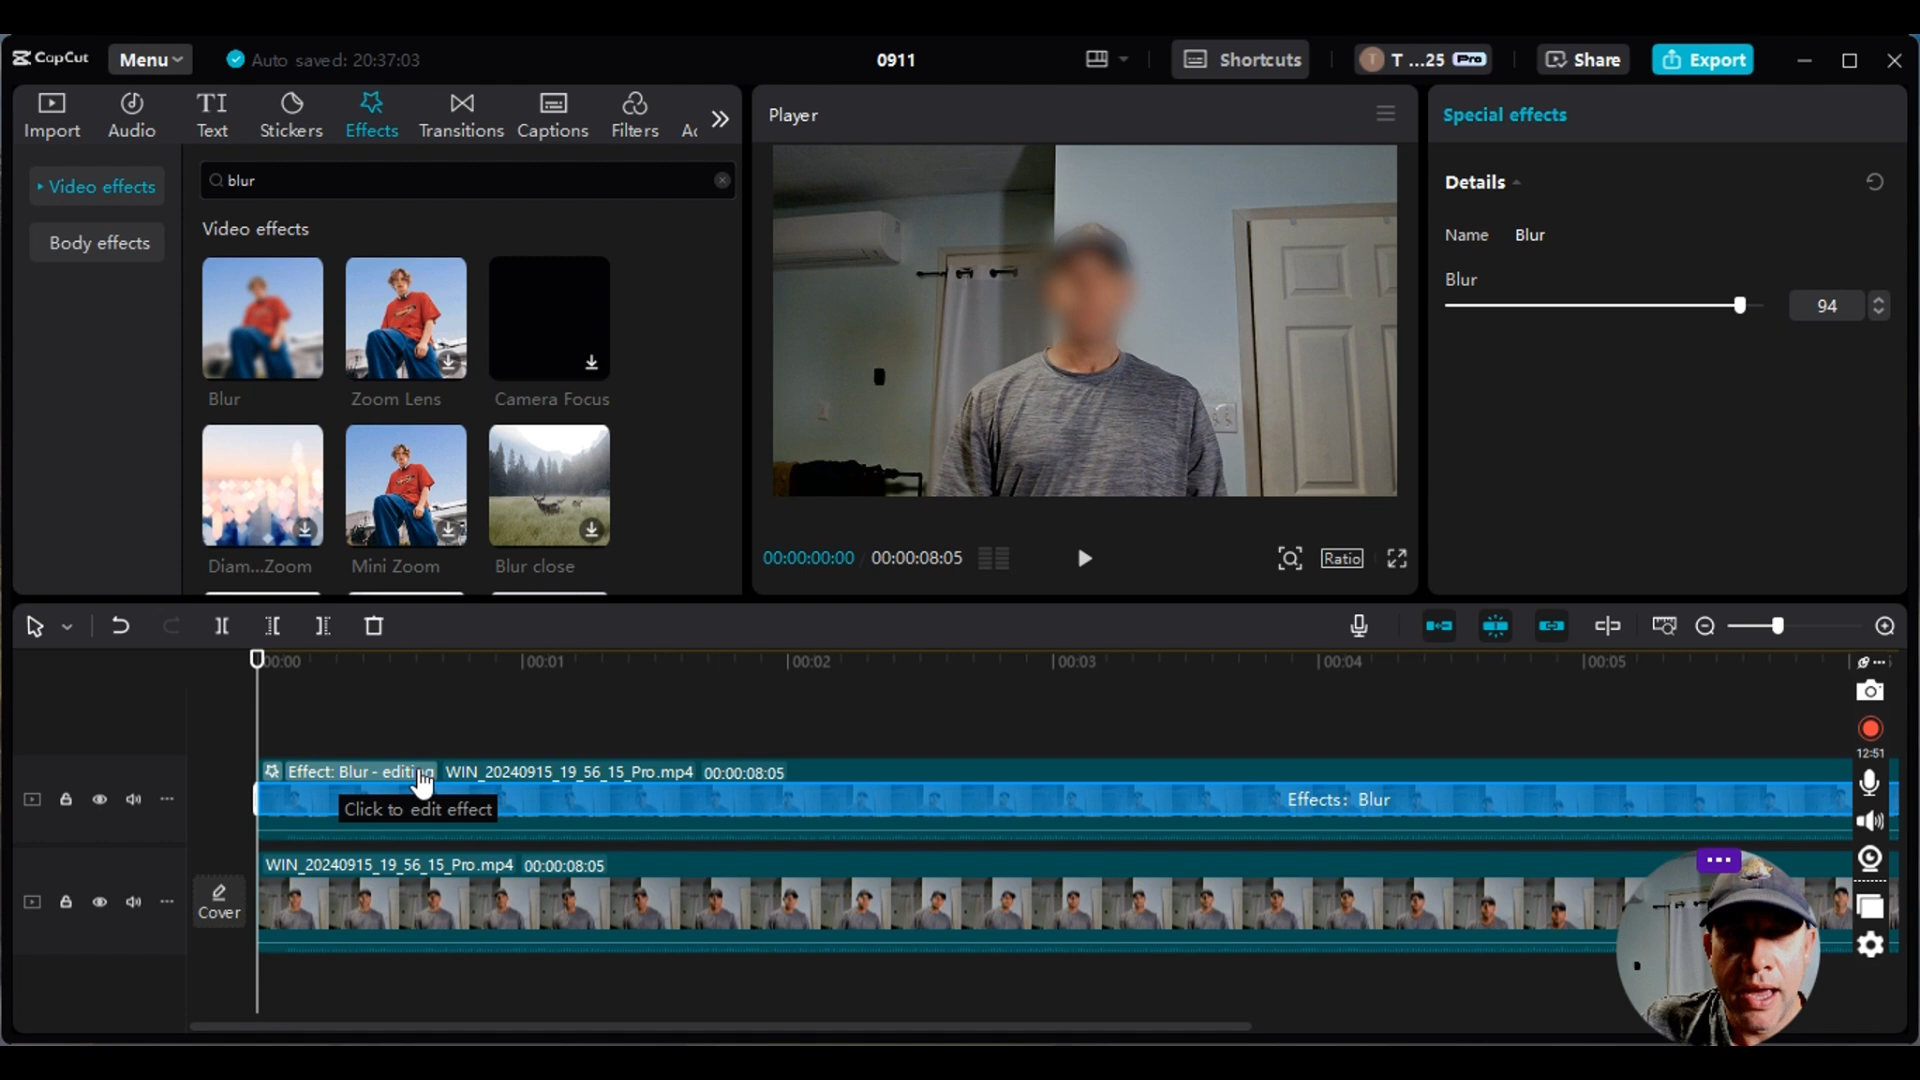 CapCut
Menu
Auto saved: 20:37:03
0911
Shortcuts
T ...25 Pro
Share
Export
Import
Audio
TI
Text
Stickers
Effects
Transitions
Captions
Filters
Player
Special effects
Video effects
Body effects
blur
Video effects
Blur
Zoom Lens
Camera Focus
Diam...Zoom
Mini Zoom
Blur close
00:00:00:00 / 00:00:08:05
Ratio
Details
Name Blur
Blur
94
00:00
00:01
00:02
00:03
00:04
00:05
12:51
Effect: Blur - editing WIN_20240915_19_56_15_Pro.mp4 00:00:08:05
Click to edit effect
Effects: Blur
WIN_20240915_19_56_15_Pro.mp4 00:00:08:05
Cover